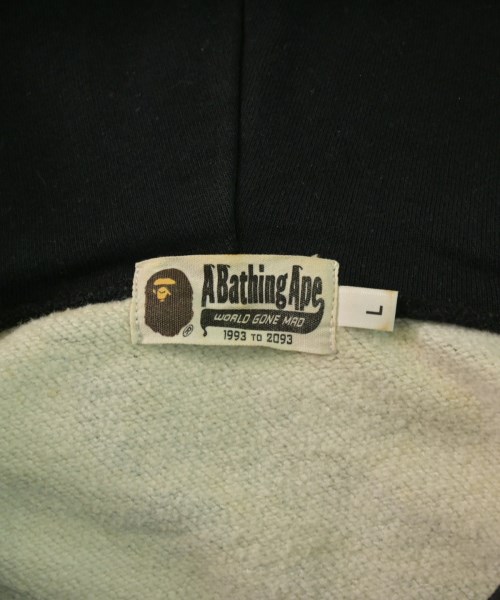 A Bathing Ape
WORLD GONE MAD
1993 TO 2093
®
L